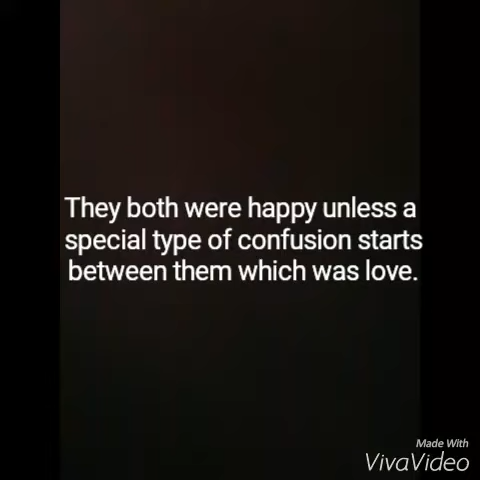 They both were happy unless a
special type of confusion starts
between them which was love.
Made With
VivaVideo